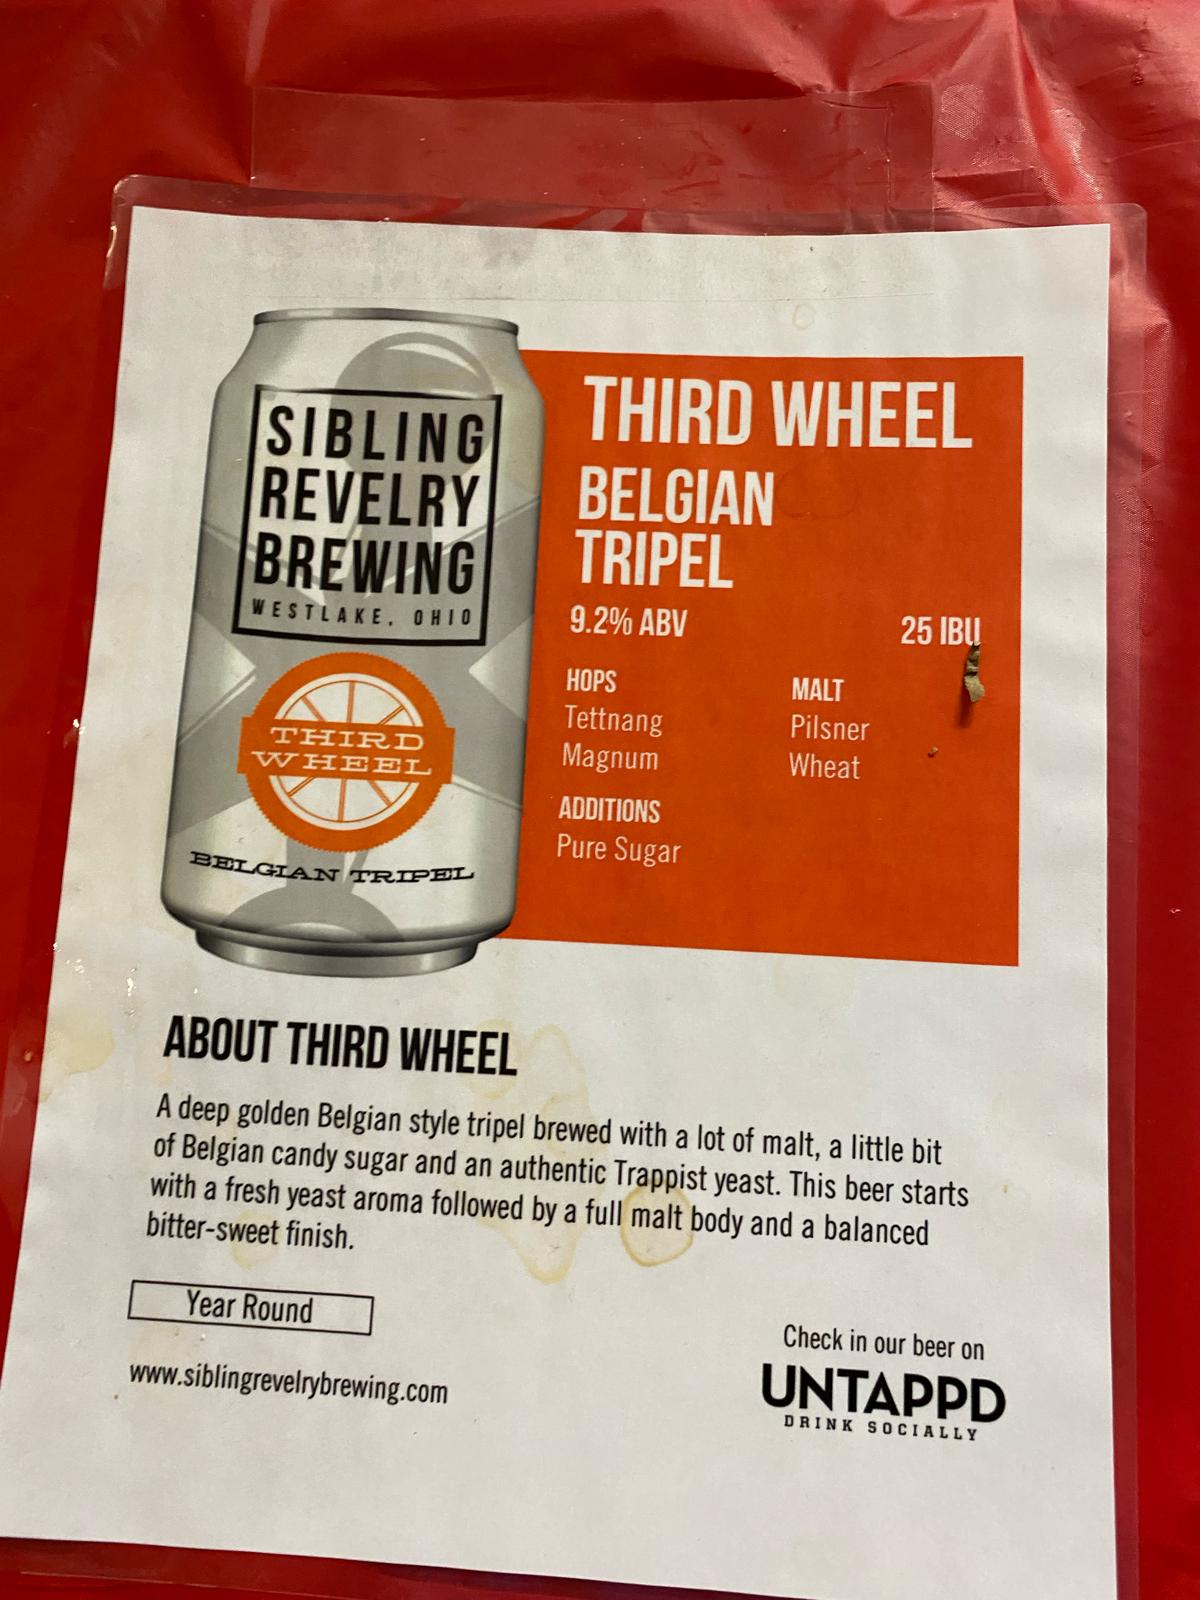 SIBLING
REVELRY
BREWING
WESTLAKE, OHIO
THIRD
WHEEL
BELGIAN TRIPEL
THIRD WHEEL
BELGIAN
TRIPEL
9.2% ABV
25 IBU
HOPS
Tettnang
Magnum
MALT
Pilsner
Wheat
ADDITIONS
Pure Sugar
ABOUT THIRD WHEEL
A deep golden Belgian style tripel brewed with a lot of malt, a little bit
of Belgian candy sugar and an authentic Trappist yeast. This beer starts
with a fresh yeast aroma followed by a full malt body and a balanced
bitter-sweet finish.
Year Round
www.siblingrevelrybrewing.com
Check in our beer on
UNTAPPD
DRINK SOCIALLY